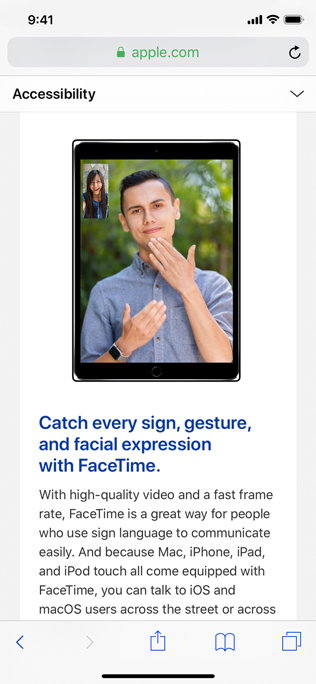 9:41
apple.com
Accessibility
Catch every sign, gesture,
and facial expression
with FaceTime.
With high-quality video and a fast frame
rate, FaceTime is a great way for people
who use sign language to communicate
easily. And because Mac, iPhone, iPad,
and iPod touch all come equipped with
FaceTime, you can talk to iOS and
macOS users across the street or across